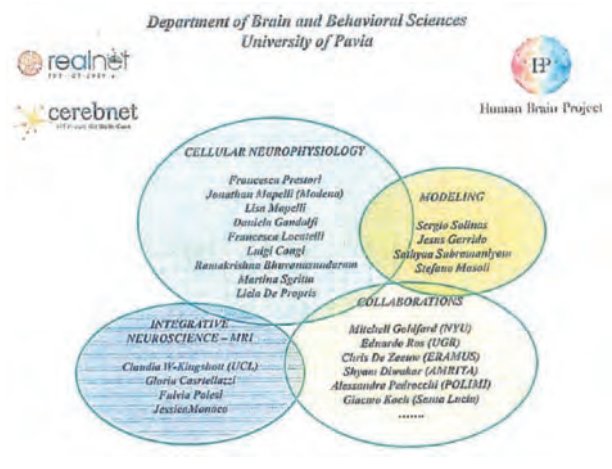 Department of Brain and Behavioral Sciences
University of Pavia
realnet
cerebnet
HP
Human Brain Project
CELLULAR NEUROPHYSIOLOGY
Francesca Prestori
Jonathan Mapelli (Modena)
Lisa Mapelli
Daniela Gandolfi
Francesca Locatelli
Luigi Congi
Ramakrishna Bhuvanasundaram
Martina Sgritta
Licia De Propris
MODELING
Sergio Solinas
Jesus Garrido
Sathyaa Subramaniyam
Stefano Masoli
INTEGRATIVE
NEUROSCIENCE – MRI
Claudia W-Kingshott (UCL)
Gloria Castellazzi
Fulvia Palesi
Jessica Monaco
COLLABORATIONS
Mitchell Goldfard (NYU)
Eduardo Ros (UGR)
Chris De Zeeuw (ERAMUS)
Shyam Diwakar (AMRITA)
Alessandra Pedrocchi (POLIMI)
Giacomo Koch (Santa Lucia)
.......